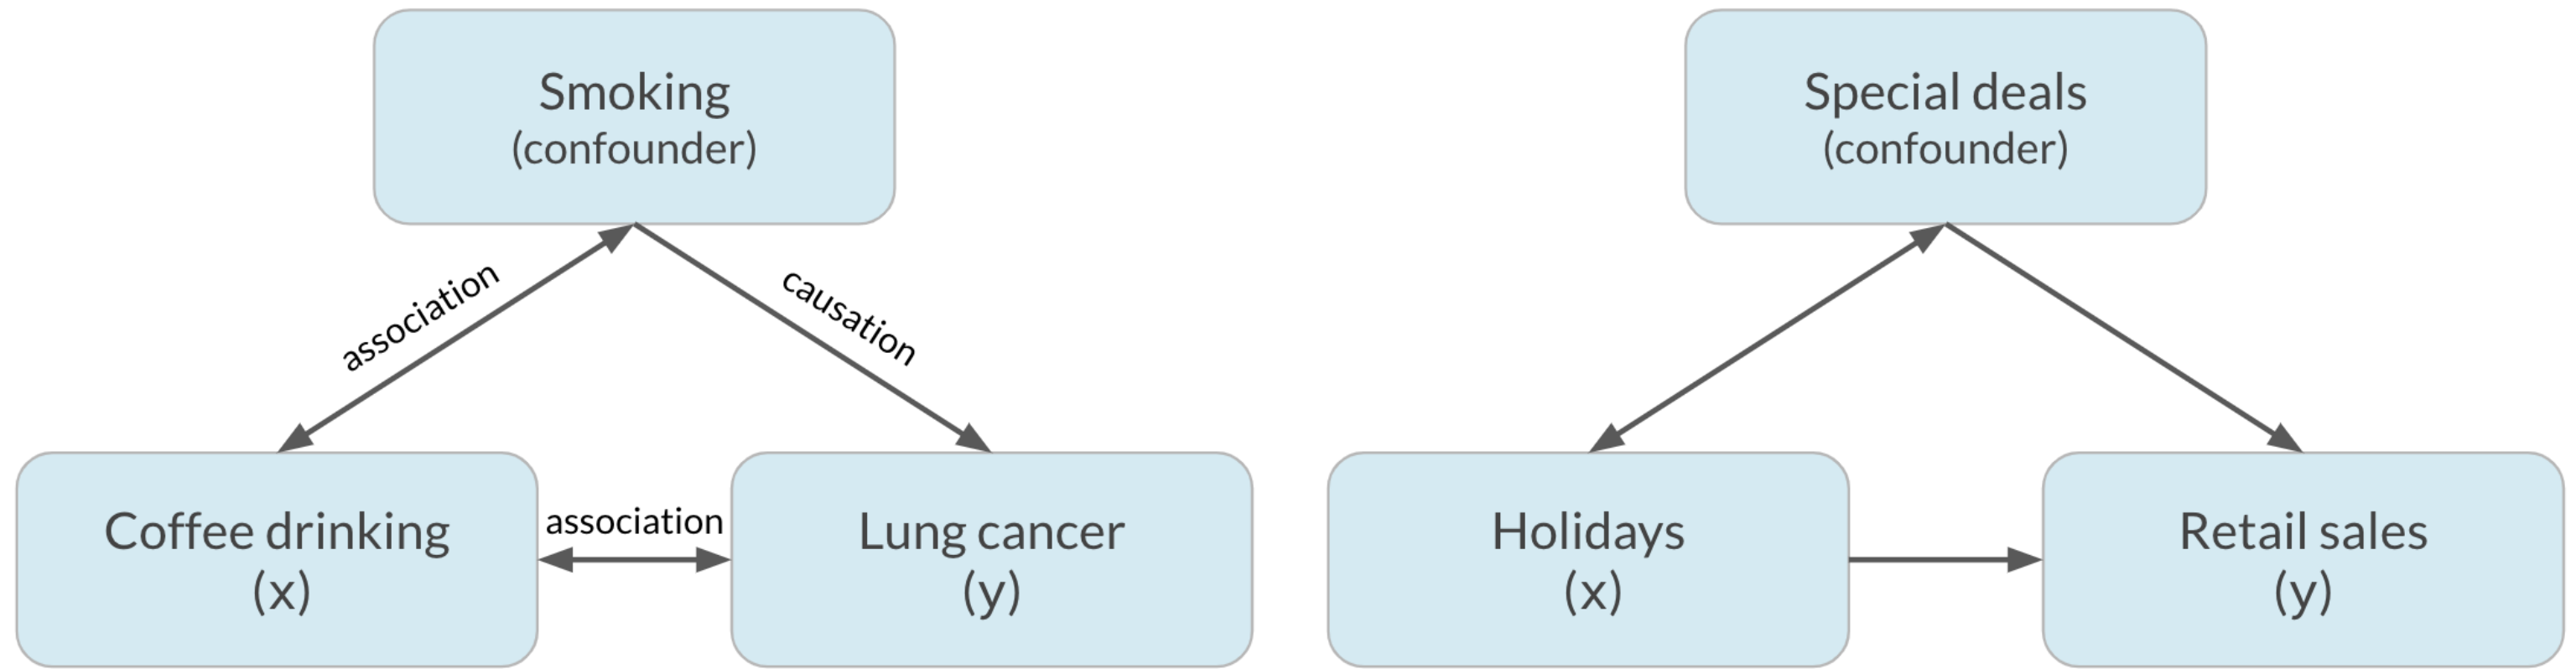 Smoking
(confounder)
association
causation
Coffee drinking
(x)
association
Lung cancer
(y)
Special deals
(confounder)
Holidays
(x)
Retail sales
(y)